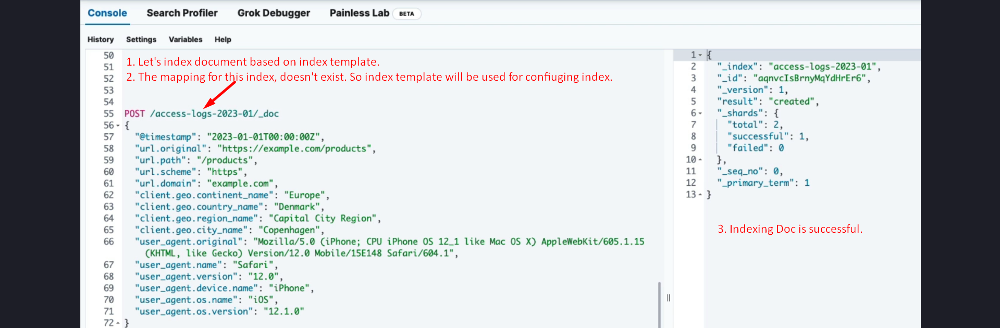 Console Search Profiler Grok Debugger Painless Lab BETA
History Settings Variables Help
50
51 1. Let's index document based on index template.
52 2. The mapping for this index, doesn't exist. So index template will be used for confiuging index.
53
54
55 POST /access-logs-2023-01/_doc
56 {
57 "@timestamp": "2023-01-01T00:00:00Z",
58 "url.original": "https://example.com/products",
59 "url.path": "/products",
60 "url.scheme": "https",
61 "url.domain": "example.com",
62 "client.geo.continent_name": "Europe",
63 "client.geo.country_name": "Denmark",
64 "client.geo.region_name": "Capital City Region",
65 "client.geo.city_name": "Copenhagen",
66 "user_agent.original": "Mozilla/5.0 (iPhone; CPU iPhone OS 12_1 like Mac OS X) AppleWebKit/605.1.15
(KHTML, like Gecko) Version/12.0 Mobile/15E148 Safari/604.1",
67 "user_agent.name": "Safari",
68 "user_agent.version": "12.0",
69 "user_agent.device.name": "iPhone",
70 "user_agent.os.name": "iOS",
71 "user_agent.os.version": "12.1.0"
72 }
1 {
2 "_index": "access-logs-2023-01",
3 "_id": "aqnvcIsBrnyMqYdHrEr6",
4 "_version": 1,
5 "result": "created",
6 "_shards": {
7 "total": 2,
8 "successful": 1,
9 "failed": 0
10 },
11 "_seq_no": 0,
12 "_primary_term": 1
13 }
3. Indexing Doc is successful.